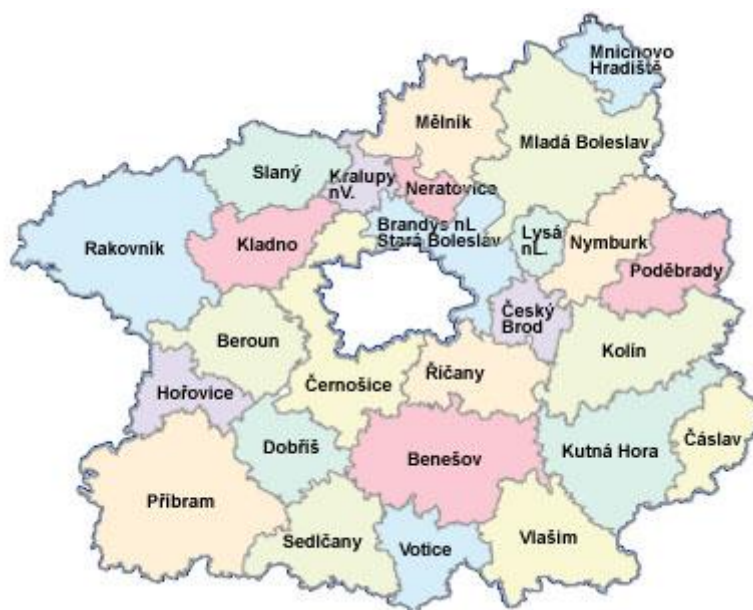 Mnichovo
Hradiště
Mělník
Mladá Boleslav
Slaný
Kralupy
nV.
Neratovice
Brandýs nL
Stará Boleslav
Lysá
nL.
Nymburk
Rakovník
Kladno
Poděbrady
Český
Brod
Beroun
Kolín
Říčany
Černošice
Hořovice
Dobříš
Benešov
Kutná Hora
Čáslav
Příbram
Sedlčany
Votice
Vlašim